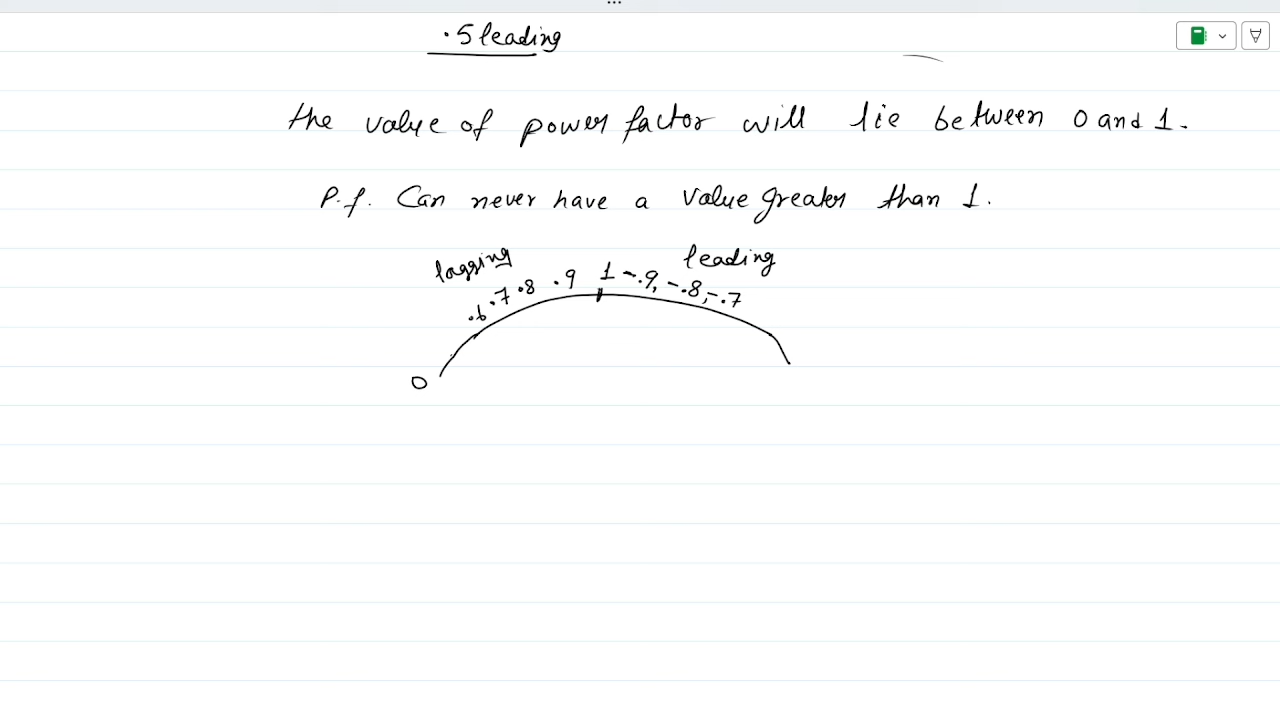 .5 leading
the value of power factor will lie between 0 and 1.
P.f. Can never have a value greater than 1.
lagging leading
.6 .7 .8 .9 1 -.9, -.8, -.7
0